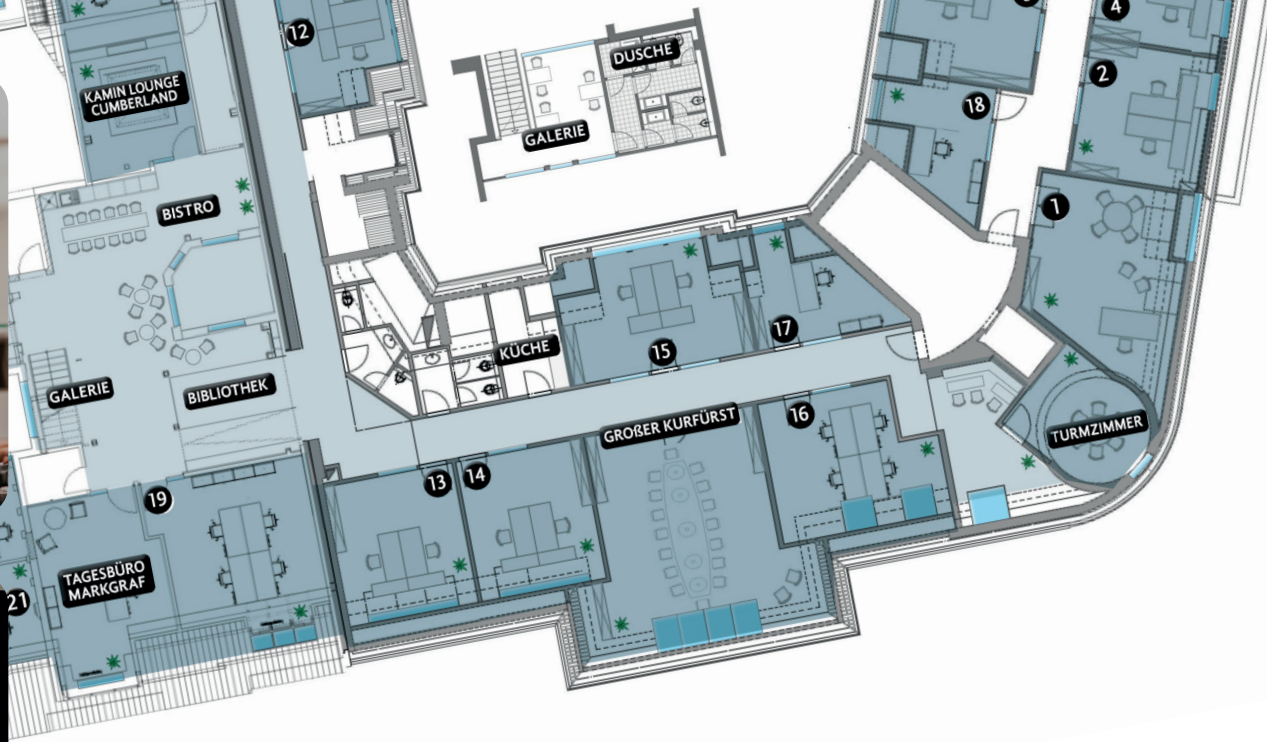 12
DUSCHE
4
KAMIN LOUNGE
CUMBERLAND
2
18
GALERIE
BISTRO
1
17
15
KÜCHE
GALERIE
BIBLIOTHEK
16
GROßER KURFÜRST
TURMZIMMER
13
14
19
TAGESBÜRO
MARKGRAF
21